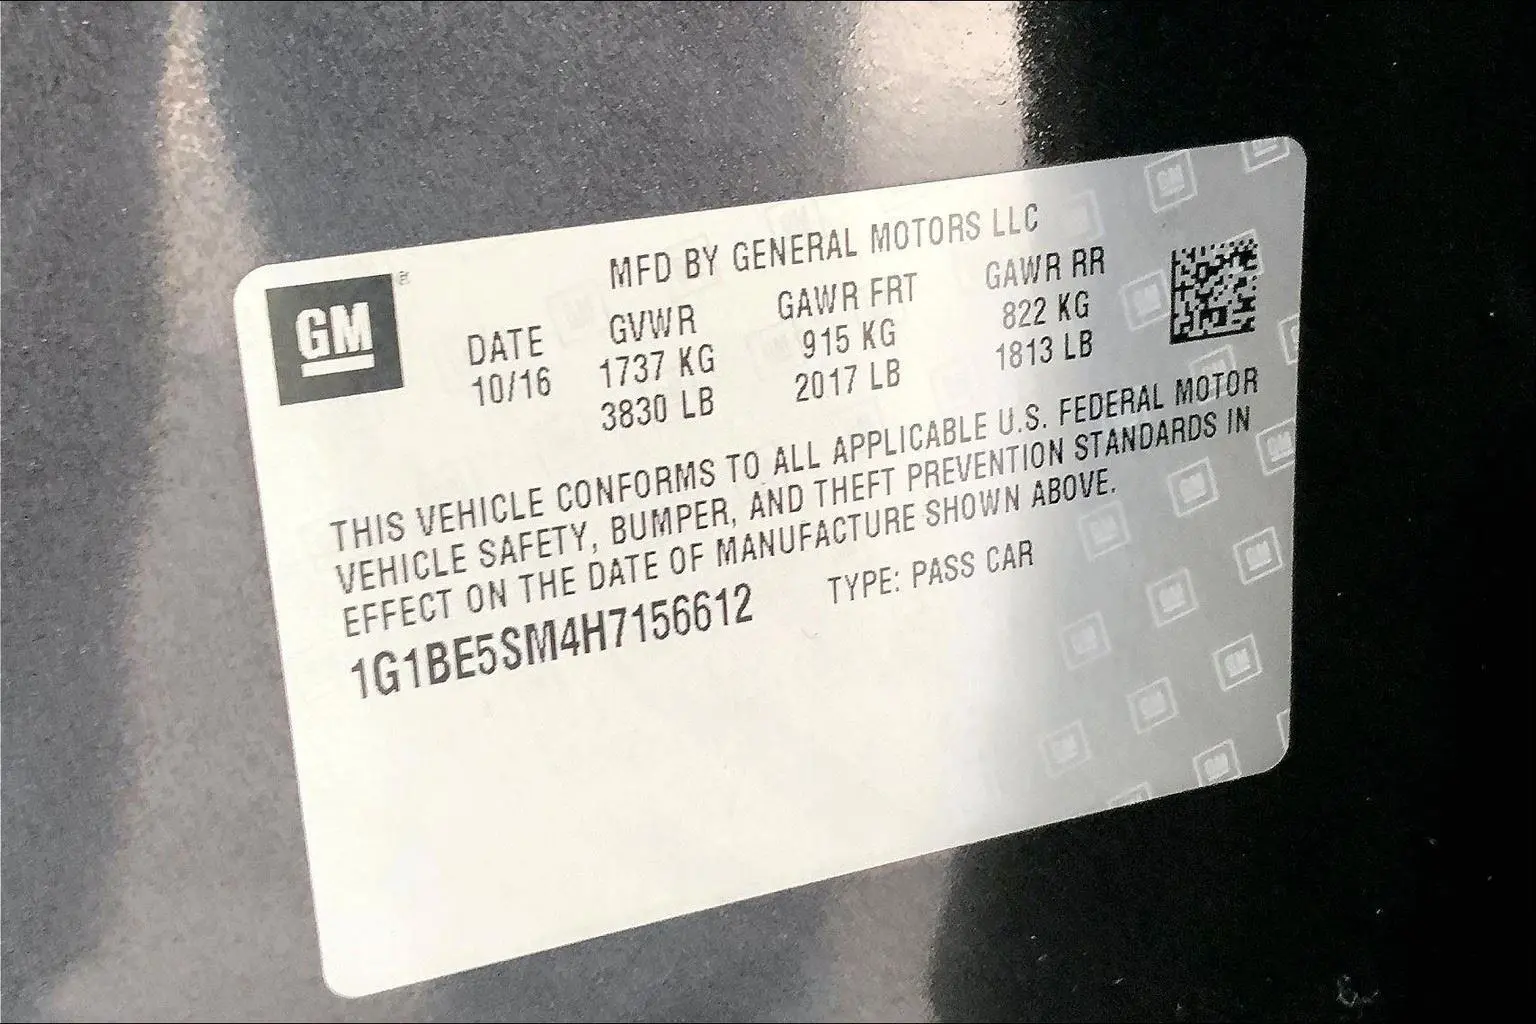 GM
MFD BY GENERAL MOTORS LLC
DATE GVWR GAWR FRT GAWR RR
10/16 1737 KG 915 KG 822 KG
3830 LB 2017 LB 1813 LB
THIS VEHICLE CONFORMS TO ALL APPLICABLE U.S. FEDERAL MOTOR
VEHICLE SAFETY, BUMPER, AND THEFT PREVENTION STANDARDS IN
EFFECT ON THE DATE OF MANUFACTURE SHOWN ABOVE.
1G1BE5SM4H7156612 TYPE: PASS CAR